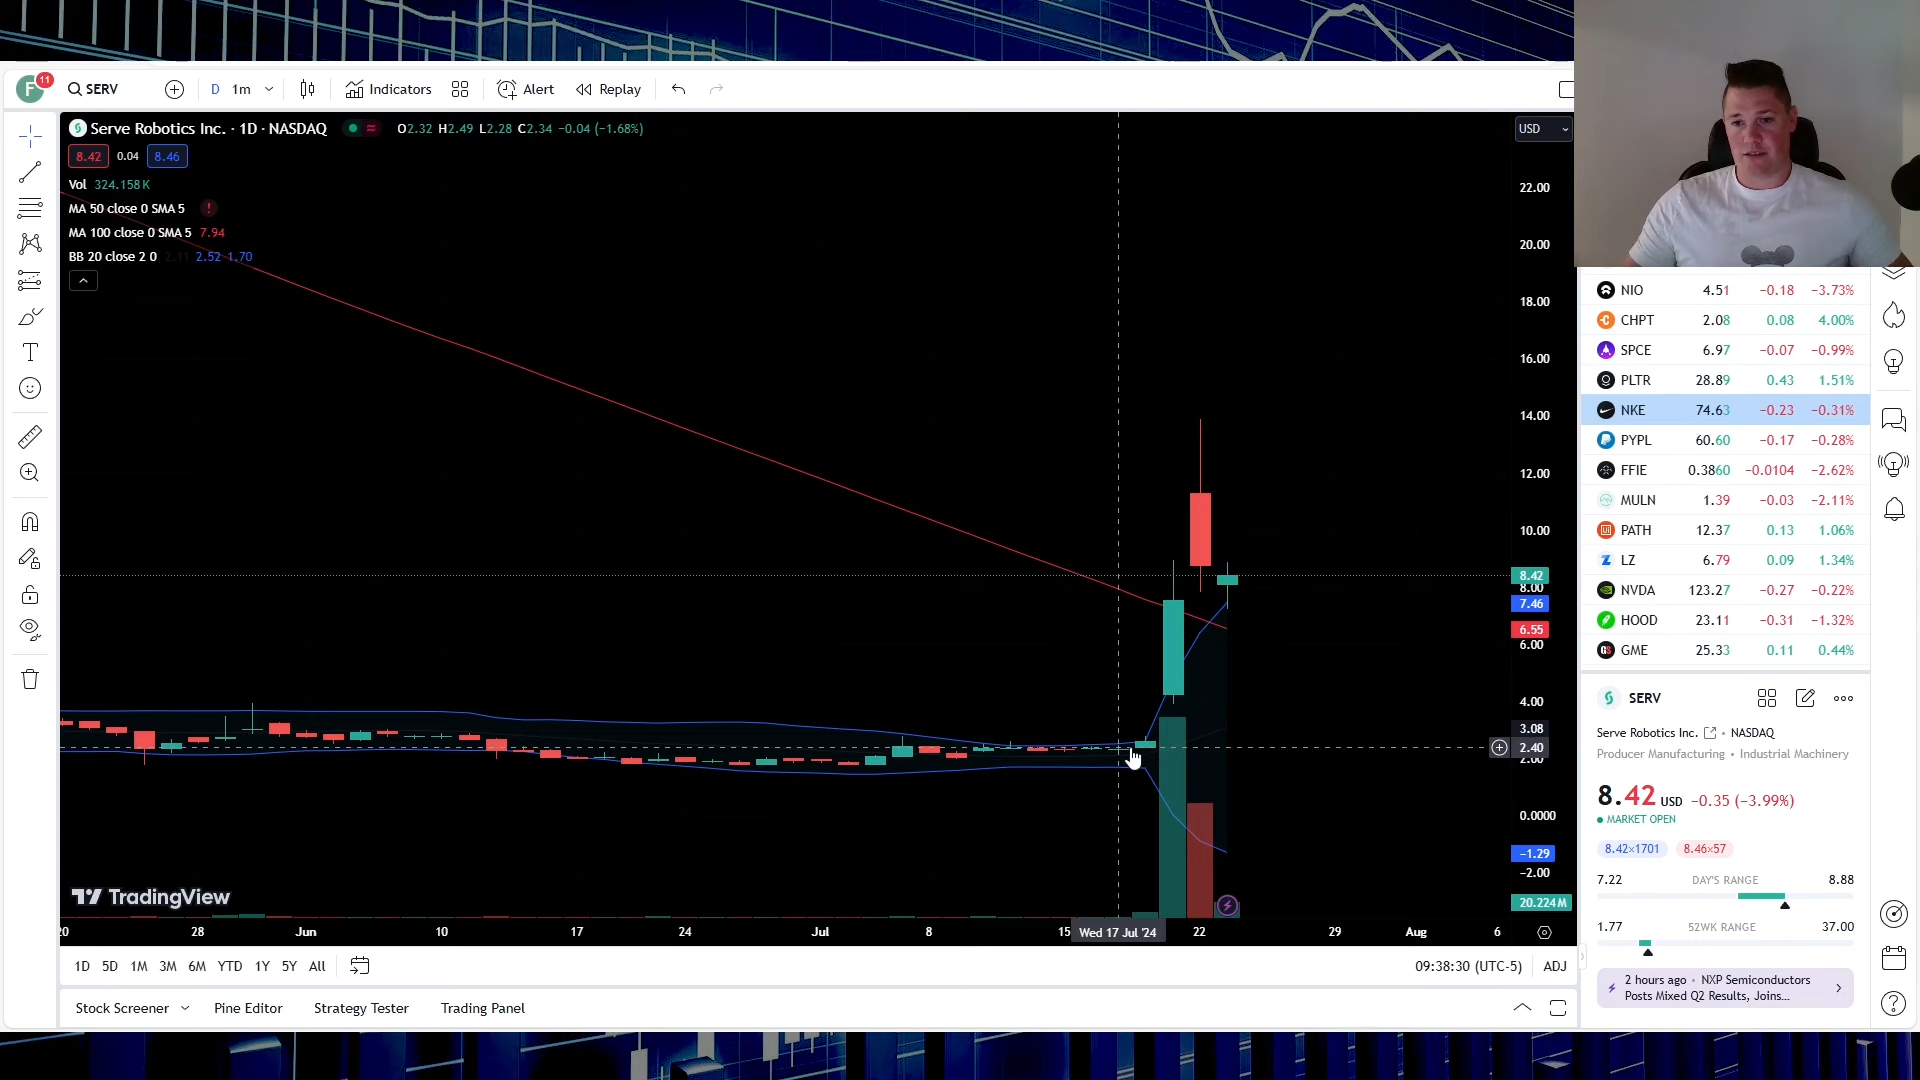 F 11 SERV D 1m Indicators Alert Replay
Serve Robotics Inc. · 1D · NASDAQ O2.32 H2.49 L2.28 C2.34 −0.04 (−1.68%) USD
8.42 0.04 8.46
Vol 324.158K
MA 50 close 0 SMA 5 !
MA 100 close 0 SMA 5 7.94
BB 20 close 2 0 2.11 2.52 1.70
22.00
20.00
18.00
16.00
14.00
12.00
10.00
8.42
8.00
7.46
6.55
6.00
4.00
3.08
2.40
2.00
0.0000
−1.29
−2.00
20.224M
TradingView
20 28 Jun 10 17 24 Jul 8 15 Wed 17 Jul '24 22 29 Aug 6
1D 5D 1M 3M 6M YTD 1Y 5Y All 09:38:30 (UTC-5) ADJ
Stock Screener Pine Editor Strategy Tester Trading Panel
NIO 4.51 −0.18 −3.73%
CHPT 2.08 0.08 4.00%
SPCE 6.97 −0.07 −0.99%
PLTR 28.89 0.43 1.51%
NKE 74.63 −0.23 −0.31%
PYPL 60.60 −0.17 −0.28%
FFIE 0.3860 −0.0104 −2.62%
MULN 1.39 −0.03 −2.11%
PATH 12.37 0.13 1.06%
LZ 6.79 0.09 1.34%
NVDA 123.27 −0.27 −0.22%
HOOD 23.11 −0.31 −1.32%
GME 25.33 0.11 0.44%
SERV
Serve Robotics Inc. • NASDAQ
Producer Manufacturing • Industrial Machinery
8.42 USD −0.35 (−3.99%)
MARKET OPEN
8.42×1701 8.46×57
7.22 DAY'S RANGE 8.88
1.77 52WK RANGE 37.00
2 hours ago • NXP Semiconductors
Posts Mixed Q2 Results, Joins...